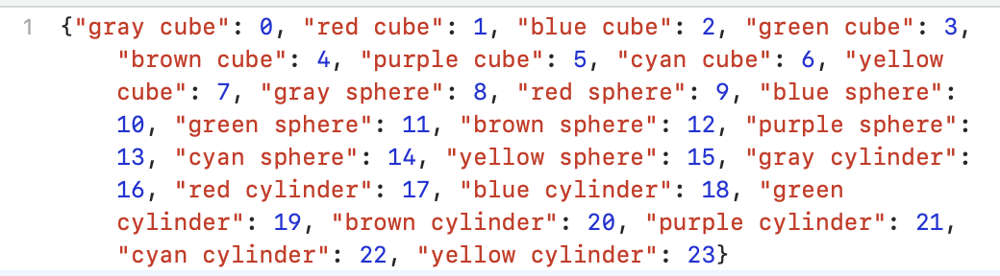 1 {"gray cube": 0, "red cube": 1, "blue cube": 2, "green cube": 3,
"brown cube": 4, "purple cube": 5, "cyan cube": 6, "yellow
cube": 7, "gray sphere": 8, "red sphere": 9, "blue sphere":
10, "green sphere": 11, "brown sphere": 12, "purple sphere":
13, "cyan sphere": 14, "yellow sphere": 15, "gray cylinder":
16, "red cylinder": 17, "blue cylinder": 18, "green
cylinder": 19, "brown cylinder": 20, "purple cylinder": 21,
"cyan cylinder": 22, "yellow cylinder": 23}